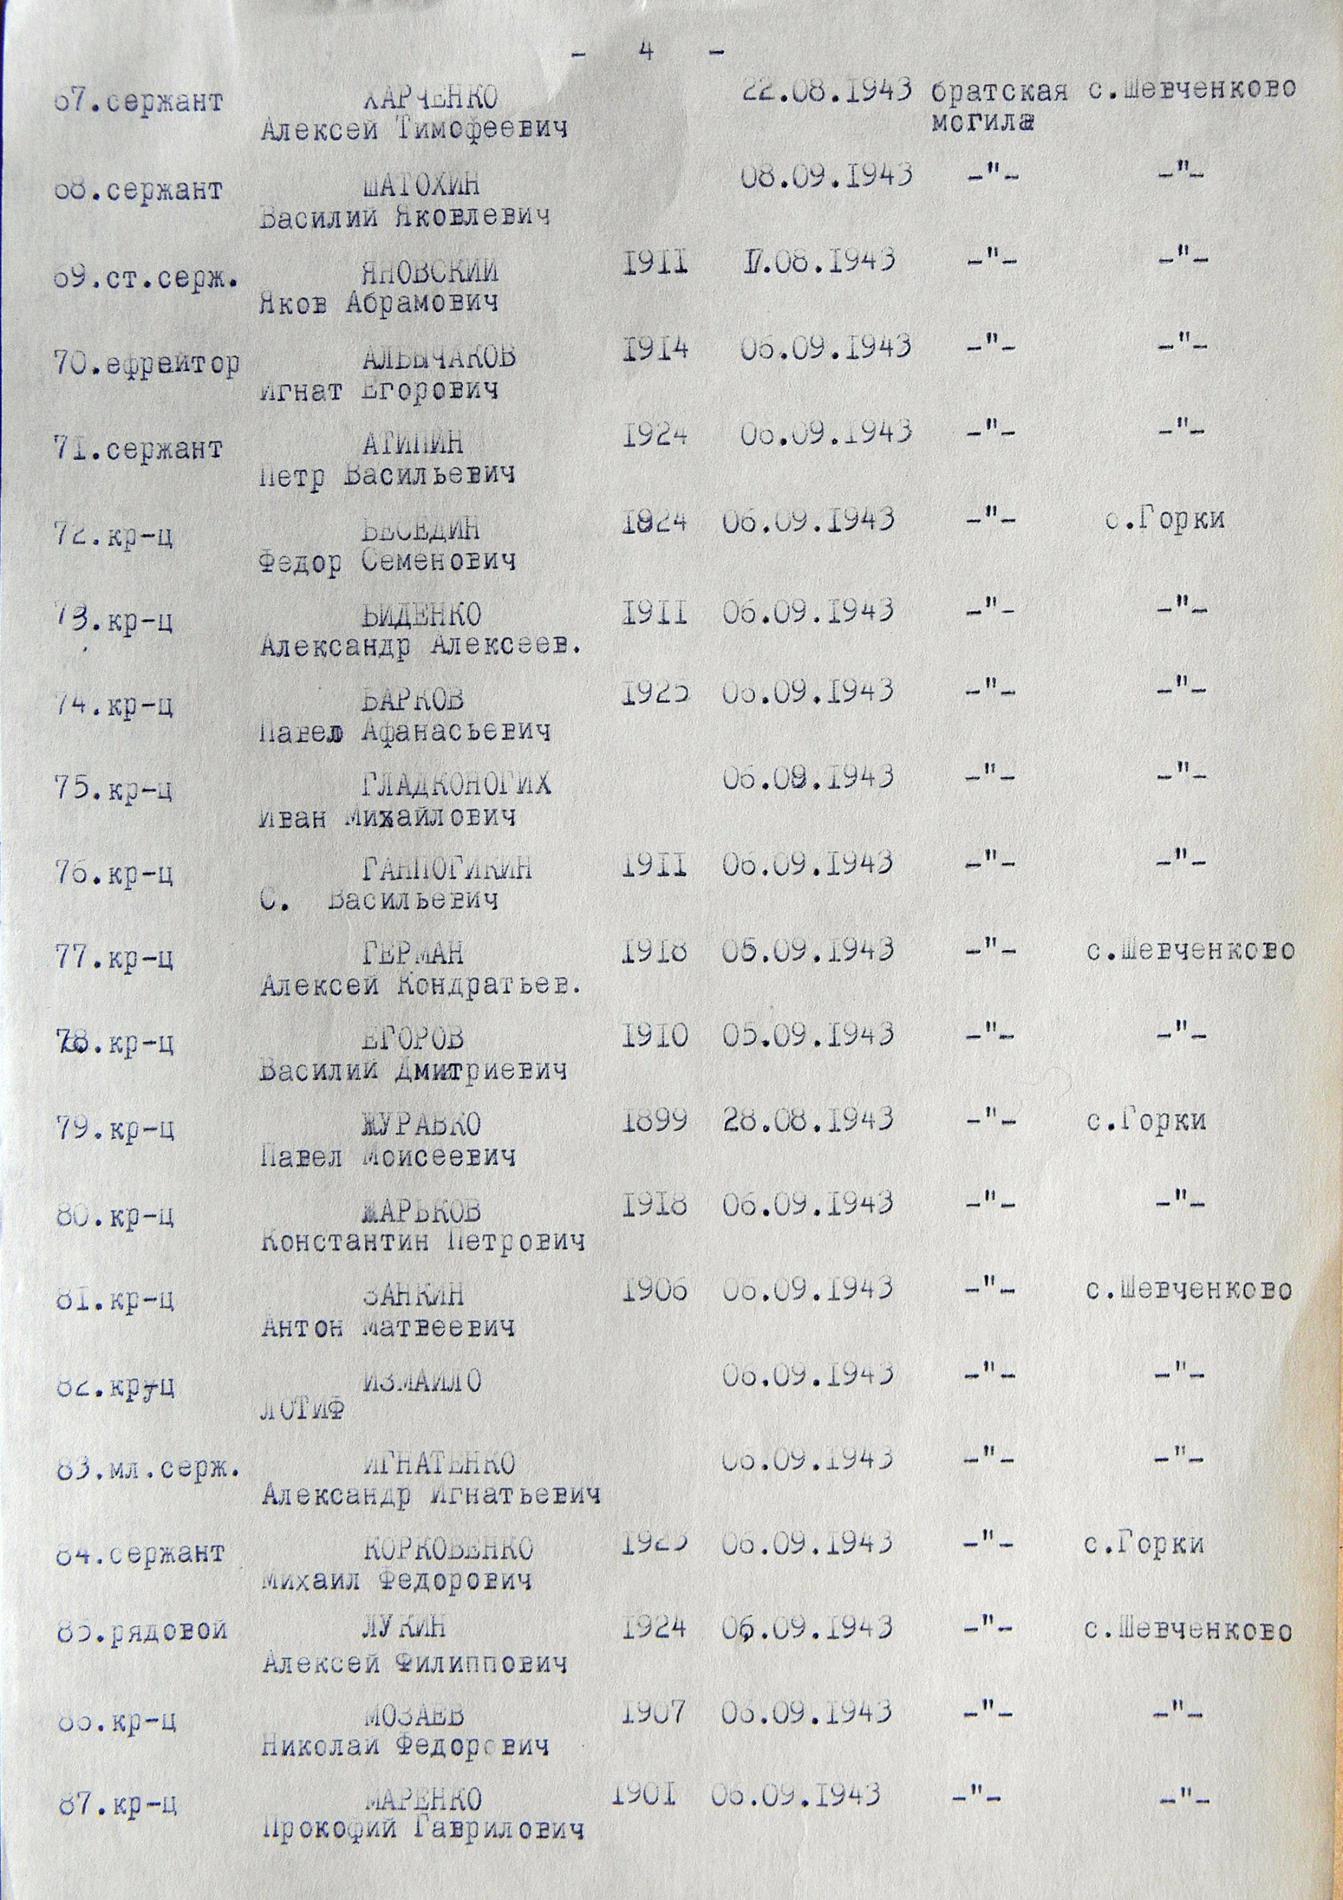 - 4 -
67.сержант ХАРЧЕНКО 22.08.1943 братская с.Шевченково
Алексей Тимофеевич могила
68.сержант ШАТОХИН 08.09.1943 -"- -"-
Василий Яковлевич
69.ст.серж. ЯНОВСКИЙ 1911 17.08.1943 -"- -"-
Яков Абрамович
70.ефрейтор АЛЬЫЧАКОВ 1914 06.09.1943 -"- -"-
Игнат Егорович
71.сержант 1924 06.09.1943 -"- -"-
Петр Васильевич
72.кр-ц БЕСЕДИН 1924 06.09.1943 -"- с.Горки
Федор Семенович
73.кр-ц БИДЕНКО 1911 06.09.1943 -"- -"-
Александр Алексеев.
74.кр-ц БАРКОВ 1925 06.09.1943 -"- -"-
Павел Афанасьевич
75.кр-ц ГЛАДКОНОГИХ 06.09.1943 -"- -"-
Иван Михайлович
76.кр-ц 1911 06.09.1943 -"- -"-
С. Васильевич
77.кр-ц ГЕРМАН 1918 05.09.1943 -"- с.Шевченково
Алексей Кондратьев.
78.кр-ц ЕГОРОВ 1910 05.09.1943 -"- -"-
Василий Дмитриевич
79.кр-ц ЖУРАВКО 1899 28.08.1943 -"- с.Горки
Павел Моисеевич
80.кр-ц ЖАРЬКОВ 1918 06.09.1943 -"- -"-
Константин Петрович
81.кр-ц ЗАНКИН 1906 06.09.1943 -"- с.Шевченково
Антон Матвеевич
82.кр-ц ИЗМАИЛО 06.09.1943 -"- -"-
ЛОТИФ
83.мл.серж. ИГНАТЕНКО 06.09.1943 -"- -"-
Александр Игнатьевич
84.сержант КОРКОВЕНКО 1923 06.09.1943 -"- с.Горки
Михаил Федорович
85.рядовой ЛУКИН 1924 06.09.1943 -"- с.Шевченково
Алексей Филиппович
86.кр-ц МОЗАЕВ 1907 06.09.1943 -"- -"-
Николай Федорович
87.кр-ц МАРЕНКО 1901 06.09.1943 -"- -"-
Прокофий Гаврилович